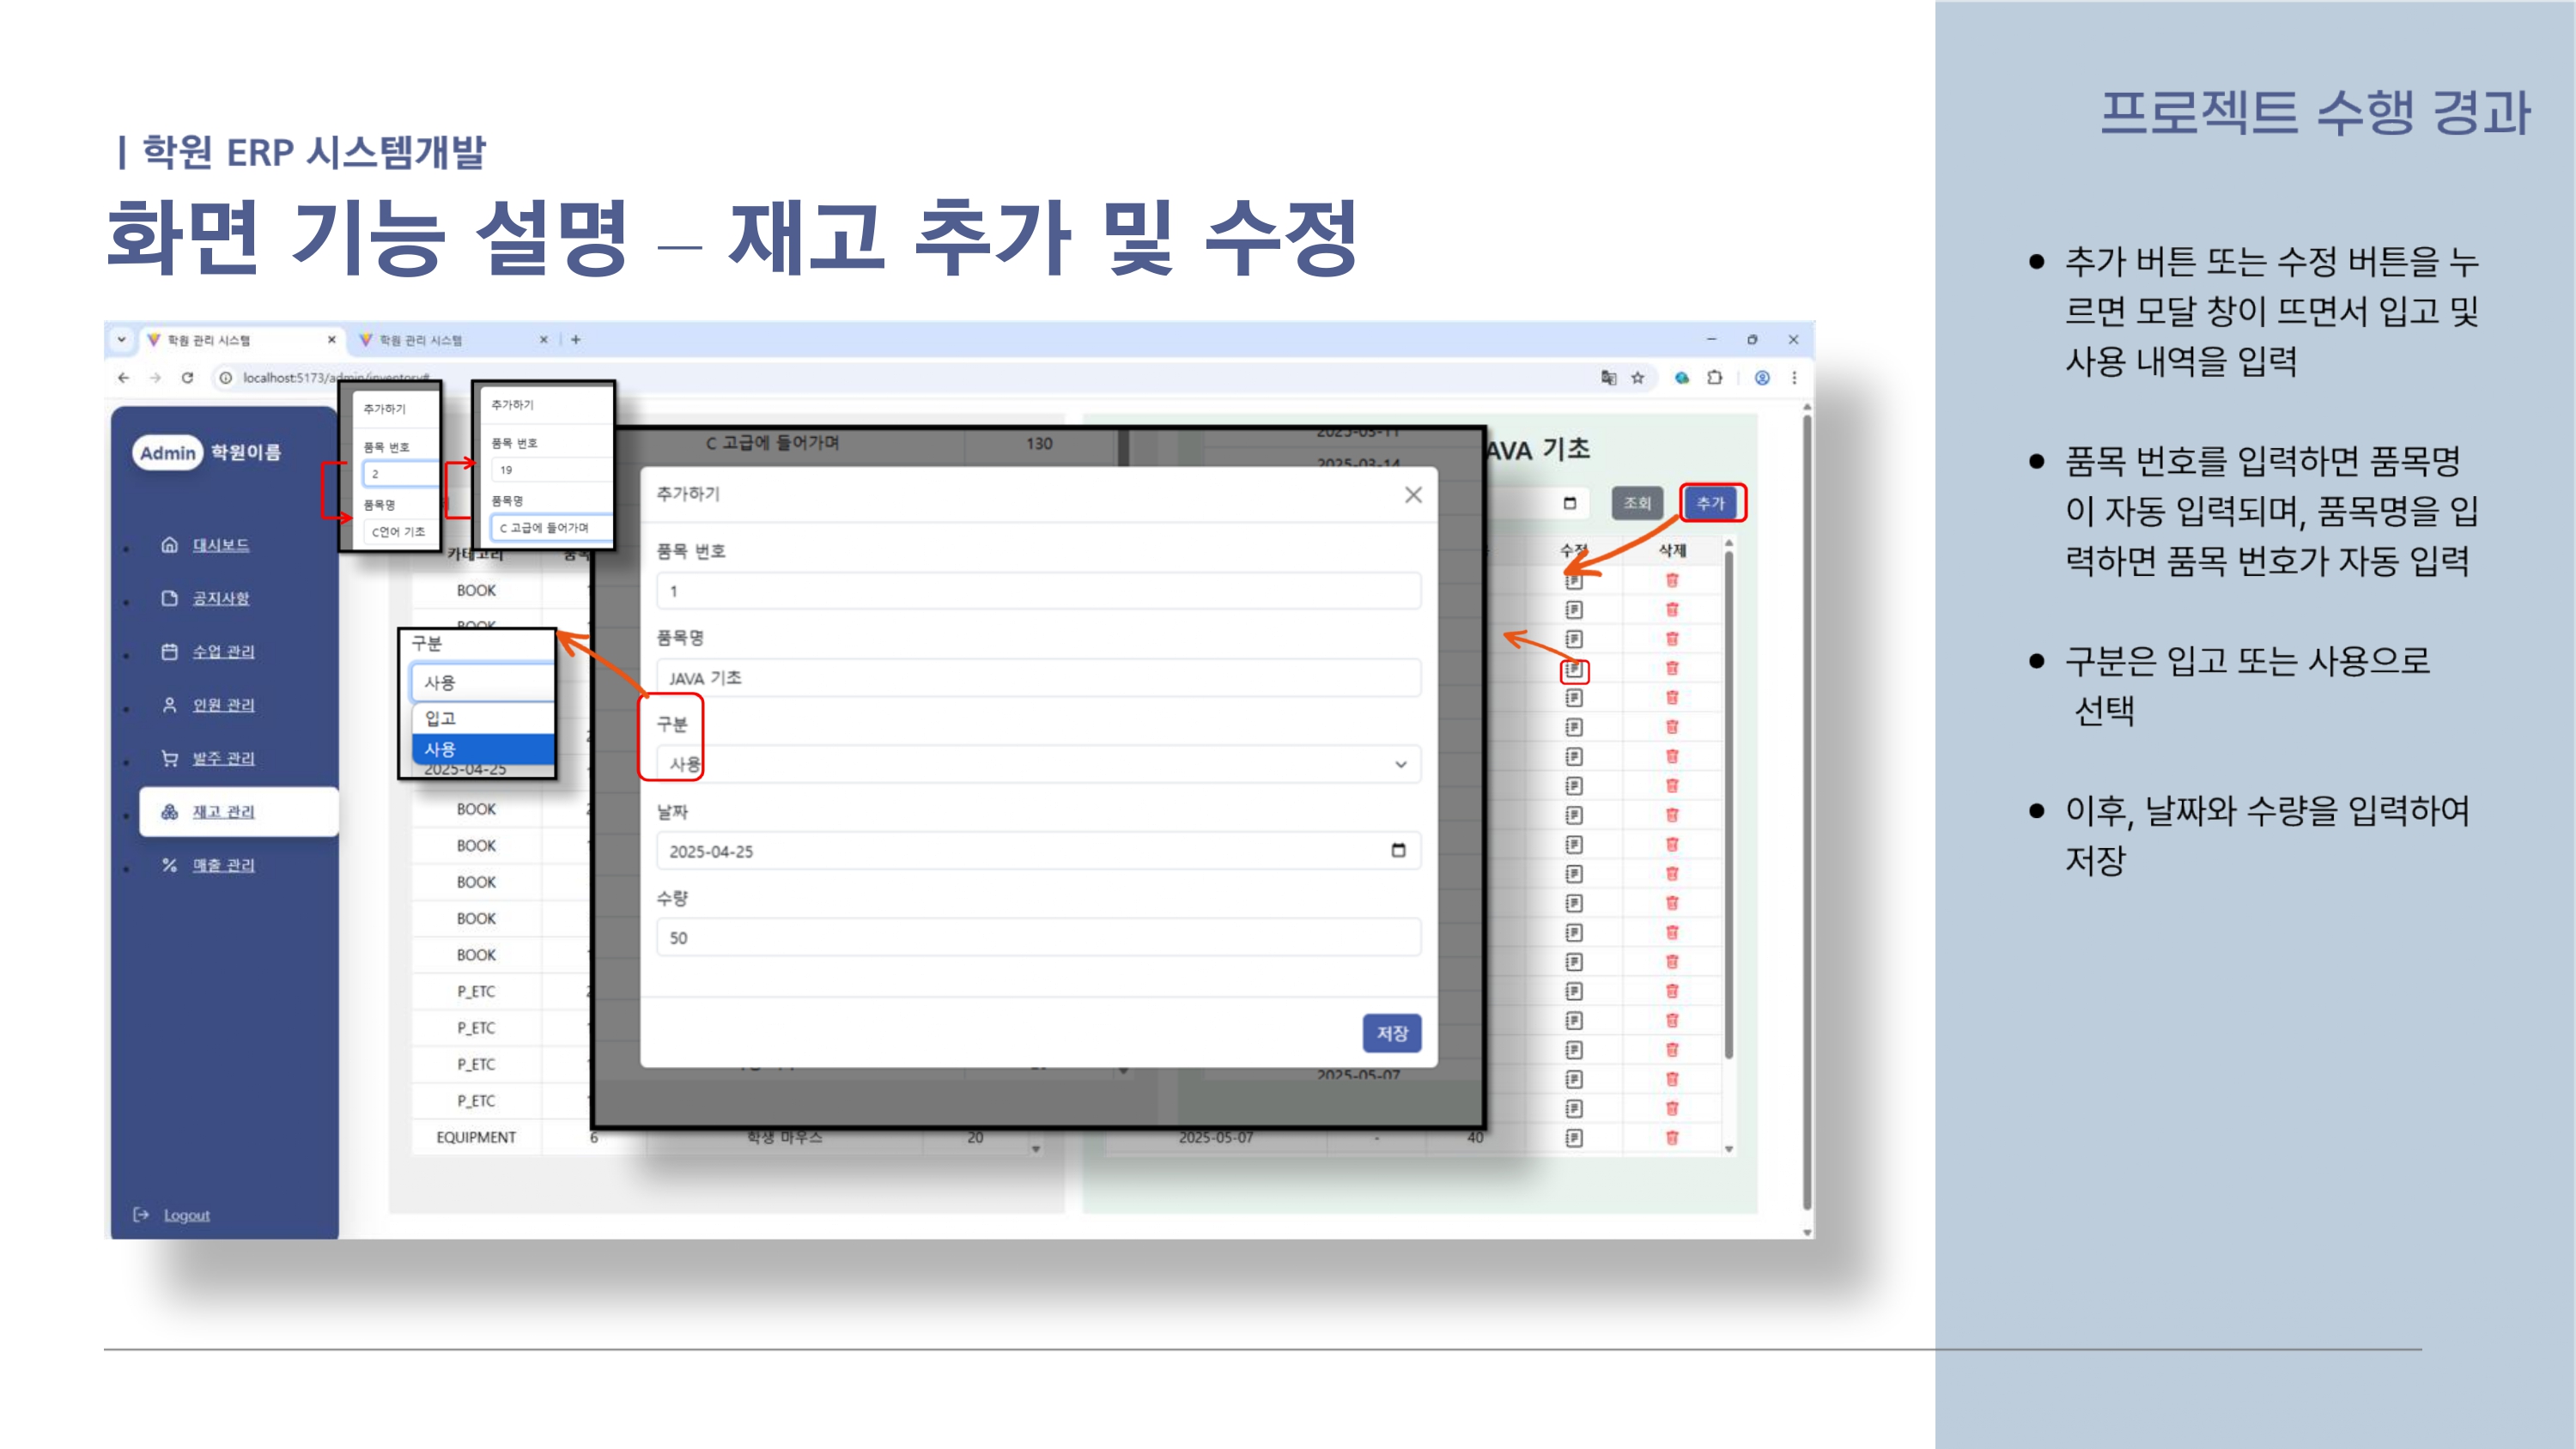 프로젝트 수행 경과
| 학원 ERP 시스템개발
화면 기능 설명 – 재고 추가 및 수정
● 추가 버튼 또는 수정 버튼을 누
르면 모달 창이 뜨면서 입고 및
사용 내역을 입력
● 품목 번호를 입력하면 품목명
이 자동 입력되며, 품목명을 입
력하면 품목 번호가 자동 입력
● 구분은 입고 또는 사용으로
선택
● 이후, 날짜와 수량을 입력하여
저장
학원 관리 시스템
학원 관리 시스템
localhost:5173/admin/inventory#
Admin 학원이름
대시보드
공지사항
수업 관리
인원 관리
발주 관리
재고 관리
매출 관리
Logout
추가하기
품목 번호
2
품목명
C언어 기초
추가하기
품목 번호
19
품목명
C 고급에 들어가며
C 고급에 들어가며 130
2025-03-11
2025-03-14
AVA 기초
조회 추가
카테고리
수정 삭제
BOOK
BOOK
구분
사용
입고
사용
2025-04-25
BOOK
BOOK
BOOK
BOOK
BOOK
P_ETC
P_ETC
P_ETC
P_ETC
EQUIPMENT 6 학생 마우스 20
2025-05-07 - 40
추가하기
품목 번호
1
품목명
JAVA 기초
구분
사용
날짜
2025-04-25
수량
50
저장
2025-05-07